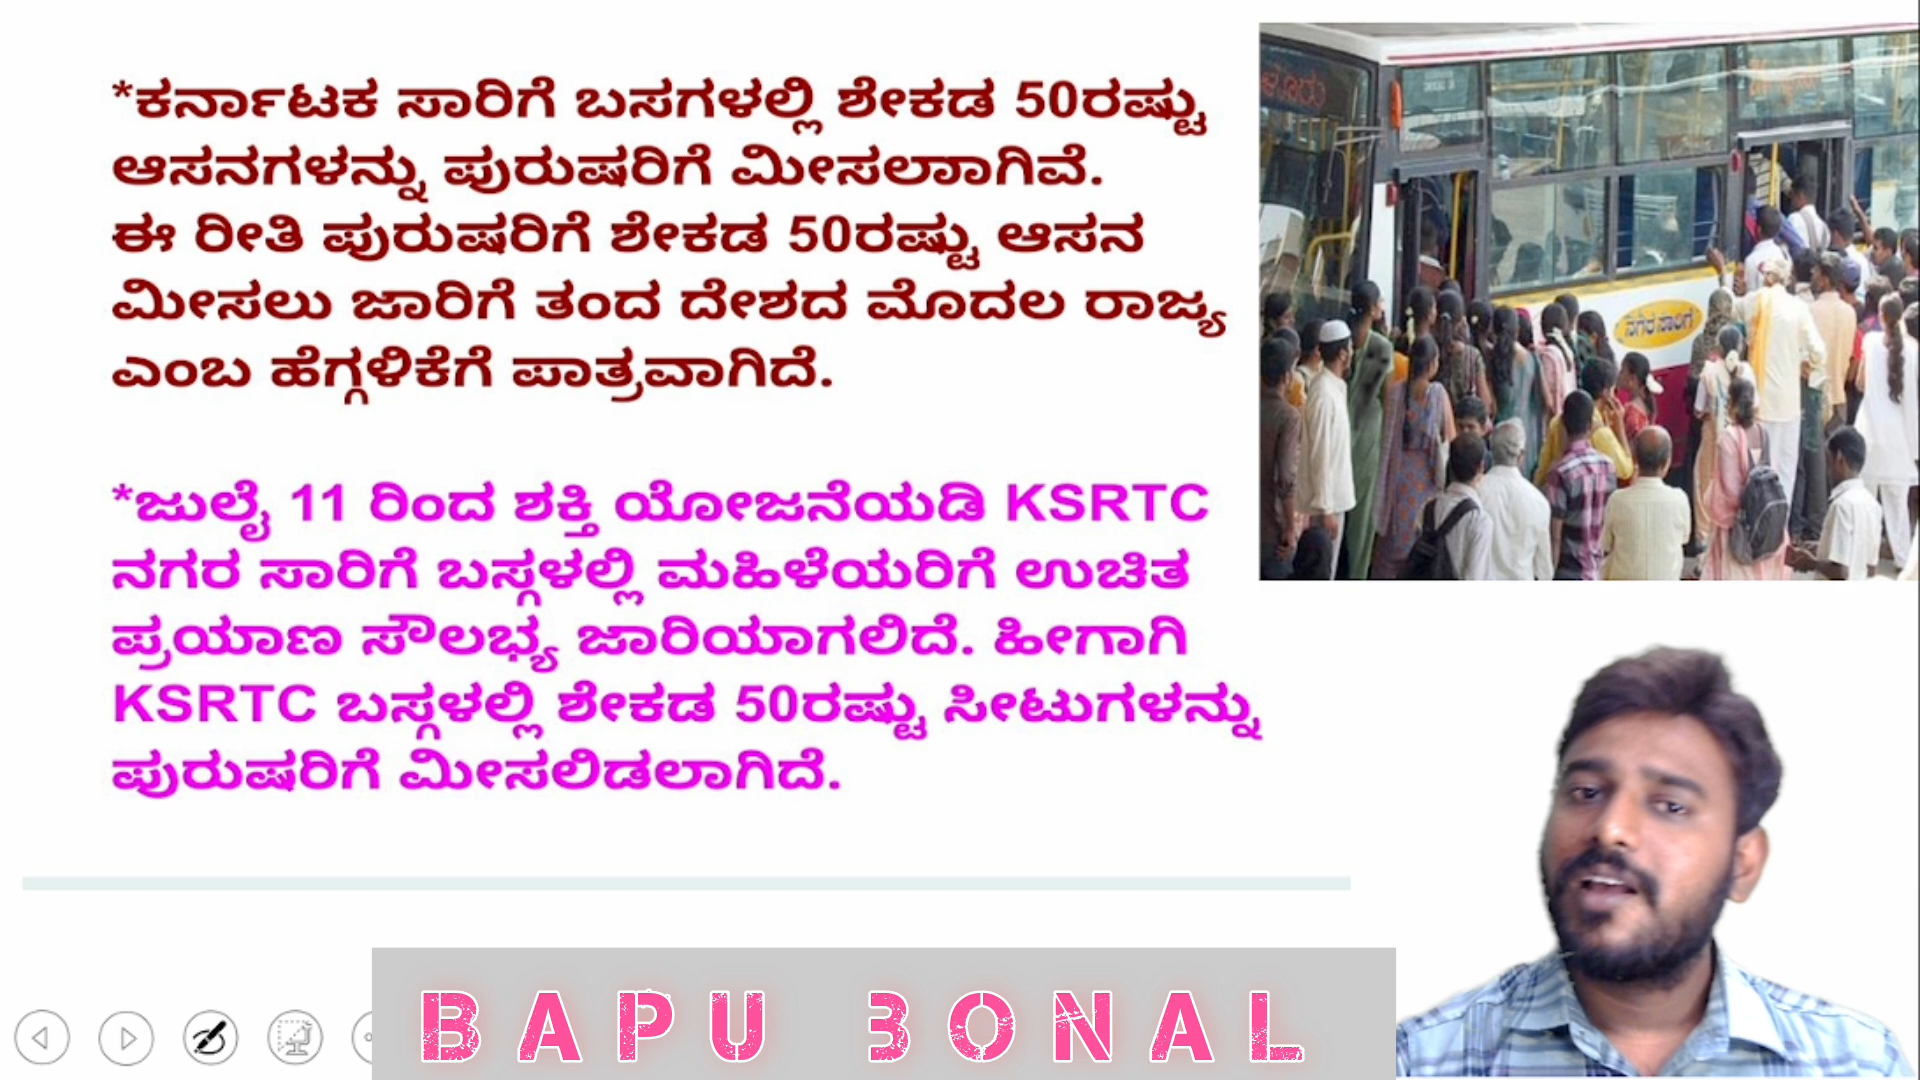 *ಕರ್ನಾಟಕ ಸಾರಿಗೆ ಬಸಗಳಲ್ಲಿ ಶೇಕಡ 50ರಷ್ಟು
ಆಸನಗಳನ್ನು ಪುರುಷರಿಗೆ ಮೀಸಲಾಾಗಿವೆ.
ಈ ರೀತಿ ಪುರುಷರಿಗೆ ಶೇಕಡ 50ರಷ್ಟು ಆಸನ
ಮೀಸಲು ಜಾರಿಗೆ ತಂದ ದೇಶದ ಮೊದಲ ರಾಜ್ಯ
ಎಂಬ ಹೆಗ್ಗಳಿಕೆಗೆ ಪಾತ್ರವಾಗಿದೆ.
*ಜುಲೈ 11 ರಿಂದ ಶಕ್ತಿ ಯೋಜನೆಯಡಿ KSRTC
ನಗರ ಸಾರಿಗೆ ಬಸ್ಗಳಲ್ಲಿ ಮಹಿಳೆಯರಿಗೆ ಉಚಿತ
ಪ್ರಯಾಣ ಸೌಲಭ್ಯ ಜಾರಿಯಾಗಲಿದೆ. ಹೀಗಾಗಿ
KSRTC ಬಸ್ಗಳಲ್ಲಿ ಶೇಕಡ 50ರಷ್ಟು ಸೀಟುಗಳನ್ನು
ಪುರುಷರಿಗೆ ಮೀಸಲಿಡಲಾಗಿದೆ.
ನಗರ ಸಾರಿಗೆ
BAPU BONAL